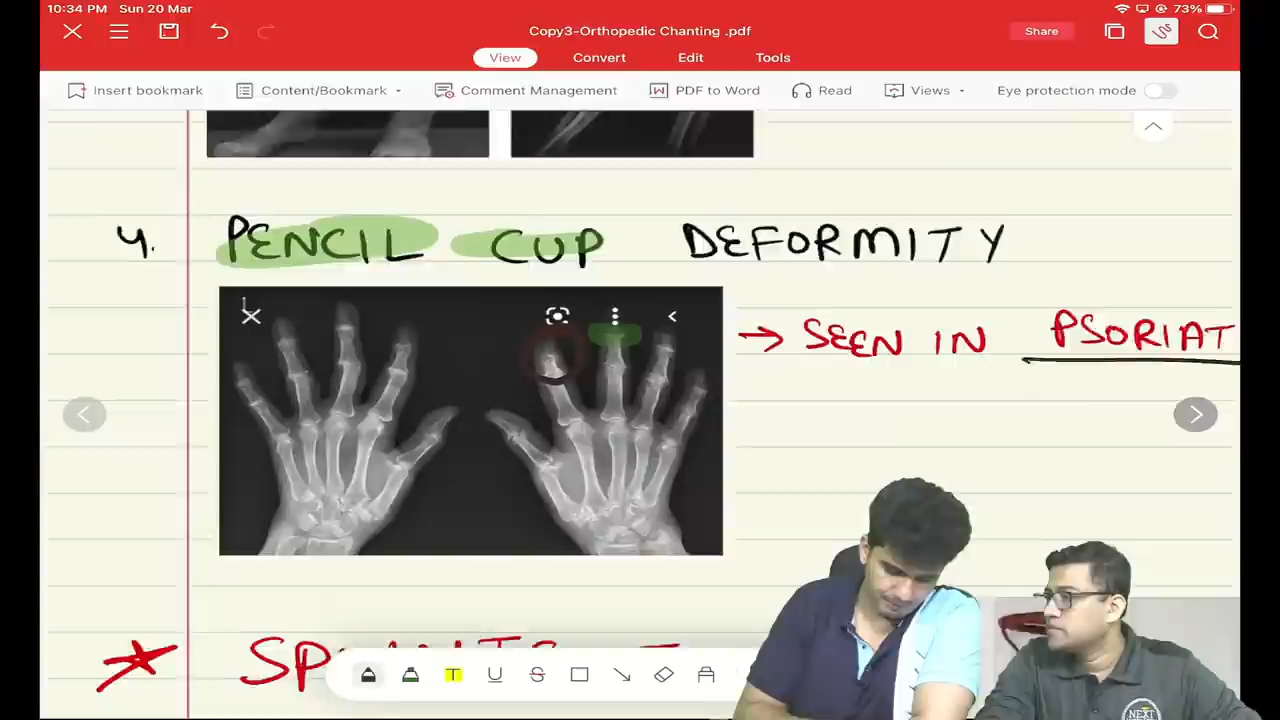 10:34 PM Sun 20 Mar
73%
Copy3-Orthopedic Chanting .pdf
Share
View Convert Edit Tools
Insert bookmark Content/Bookmark Comment Management PDF to Word Read Views Eye protection mode
4. PENCIL CUP DEFORMITY
→ SEEN IN PSORIAT
T U S
NEXT